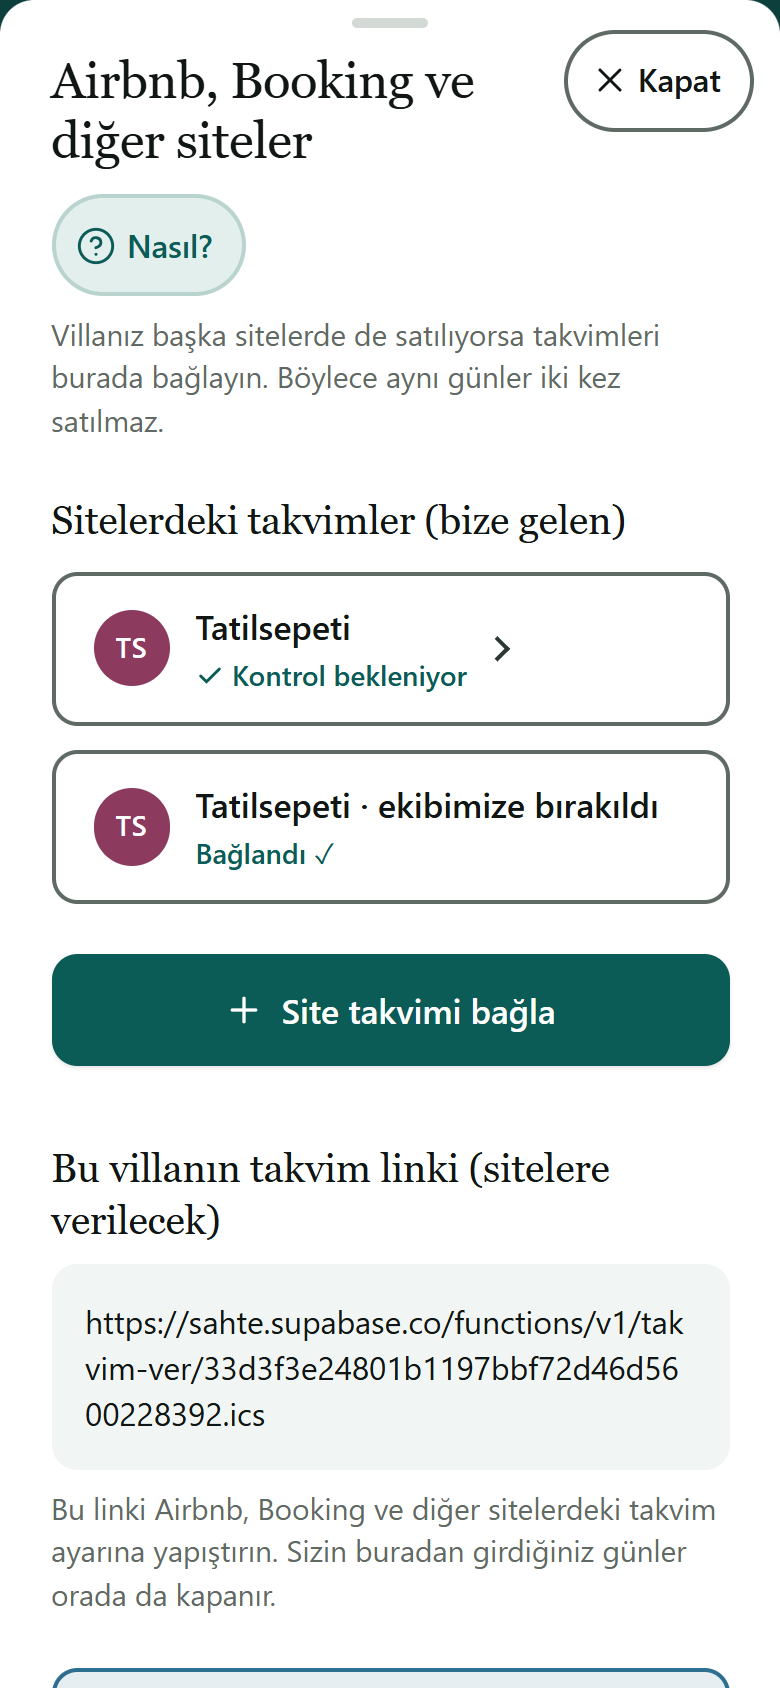 Airbnb, Booking ve
diğer siteler
Kapat
Nasıl?
Villanız başka sitelerde de satılıyorsa takvimleri
burada bağlayın. Böylece aynı günler iki kez
satılmaz.
Sitelerdeki takvimler (bize gelen)
TS
Tatilsepeti
✓ Kontrol bekleniyor
TS
Tatilsepeti · ekibimize bırakıldı
Bağlandı ✓
+ Site takvimi bağla
Bu villanın takvim linki (sitelere
verilecek)
https://sahte.supabase.co/functions/v1/tak
vim-ver/33d3f3e24801b1197bbf72d46d56
00228392.ics
Bu linki Airbnb, Booking ve diğer sitelerdeki takvim
ayarına yapıştırın. Sizin buradan girdiğiniz günler
orada da kapanır.